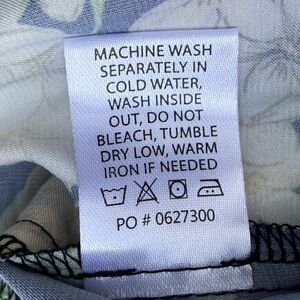 MACHINE WASH
SEPARATELY IN
COLD WATER,
WASH INSIDE
OUT, DO NOT
BLEACH, TUMBLE
DRY LOW, WARM
IRON IF NEEDED
PO # 0627300